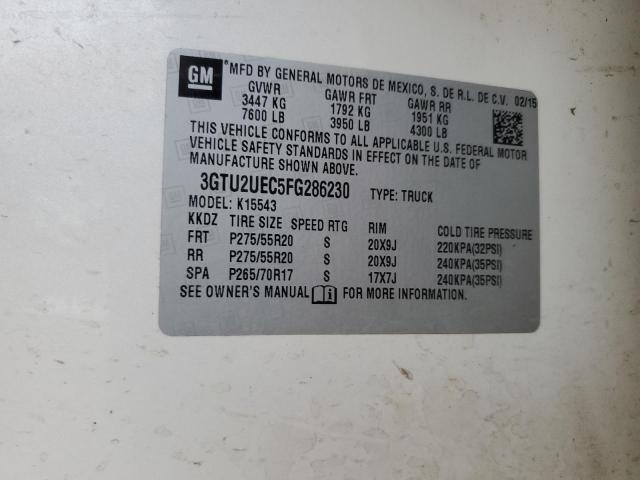 GM *MFD BY GENERAL MOTORS DE MEXICO, S. DE R.L. DE C.V. 02/15
GVWR GAWR FRT GAWR RR
3447 KG 1792 KG 1951 KG
7600 LB 3950 LB 4300 LB
THIS VEHICLE CONFORMS TO ALL APPLICABLE U.S. FEDERAL MOTOR
VEHICLE SAFETY STANDARDS IN EFFECT ON THE DATE OF
MANUFACTURE SHOWN ABOVE.
3GTU2UEC5FG286230 TYPE: TRUCK
MODEL: K15543
KKDZ TIRE SIZE SPEED RTG RIM COLD TIRE PRESSURE
FRT P275/55R20 S 20X9J 220KPA(32PSI)
RR P275/55R20 S 20X9J 240KPA(35PSI)
SPA P265/70R17 S 17X7J 240KPA(35PSI)
SEE OWNER'S MANUAL FOR MORE INFORMATION.